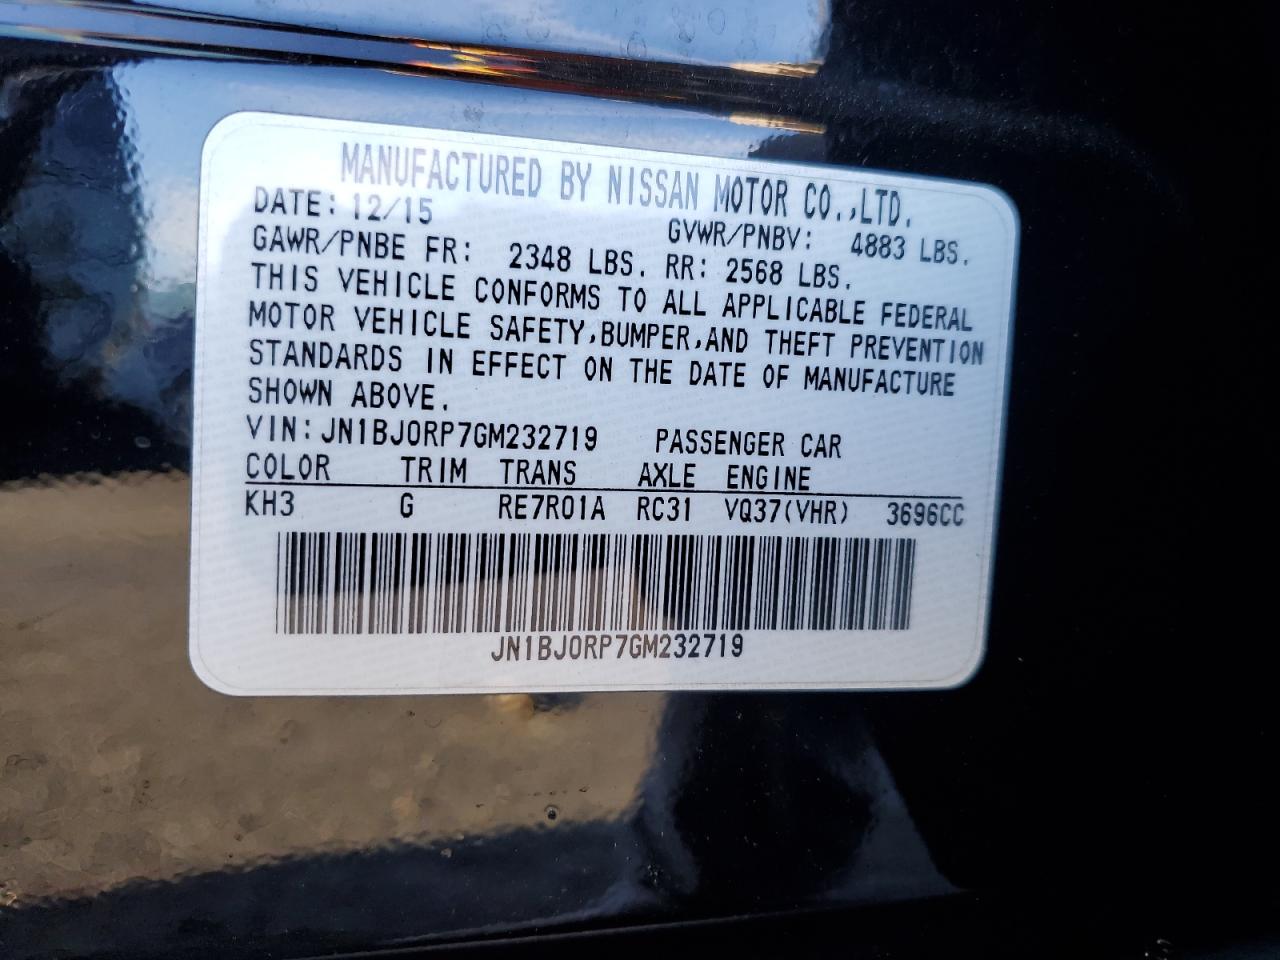 MANUFACTURED BY NISSAN MOTOR CO.,LTD.
DATE: 12/15 GVWR/PNBV: 4883 LBS.
GAWR/PNBE FR: 2348 LBS. RR: 2568 LBS.
THIS VEHICLE CONFORMS TO ALL APPLICABLE FEDERAL
MOTOR VEHICLE SAFETY,BUMPER,AND THEFT PREVENTION
STANDARDS IN EFFECT ON THE DATE OF MANUFACTURE
SHOWN ABOVE.
VIN:JN1BJ0RP7GM232719 PASSENGER CAR
COLOR TRIM TRANS AXLE ENGINE
KH3 G RE7R01A RC31 VQ37(VHR) 3696CC
JN1BJ0RP7GM232719